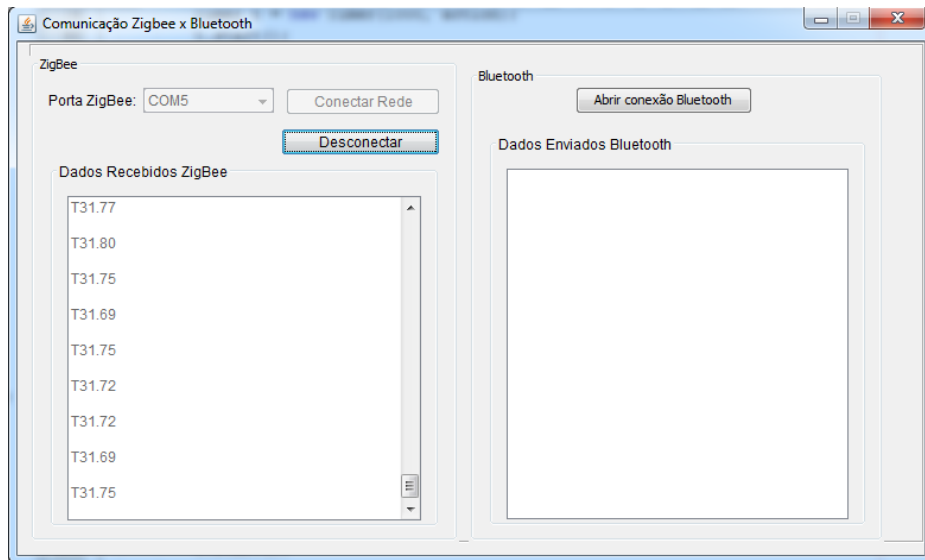 Comunicação Zigbee x Bluetooth
ZigBee
Porta ZigBee: COM5 Conectar Rede
Desconectar
Dados Recebidos ZigBee
T31.77
T31.80
T31.75
T31.69
T31.75
T31.72
T31.72
T31.69
T31.75
Bluetooth
Abrir conexão Bluetooth
Dados Enviados Bluetooth